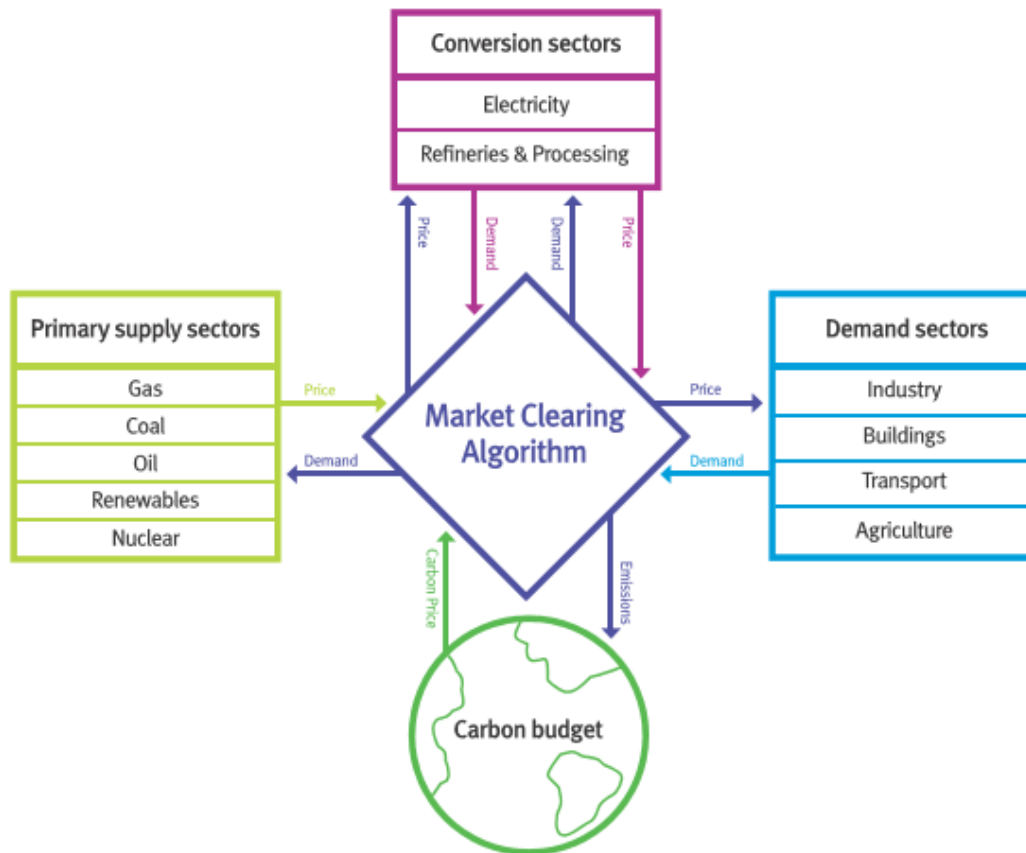 Conversion sectors
Electricity
Refineries & Processing
Price
Demand
Demand
Price
Primary supply sectors
Gas
Coal
Oil
Renewables
Nuclear
Price
Demand
Market Clearing
Algorithm
Price
Demand
Demand sectors
Industry
Buildings
Transport
Agriculture
Carbon Price
Emissions
Carbon budget